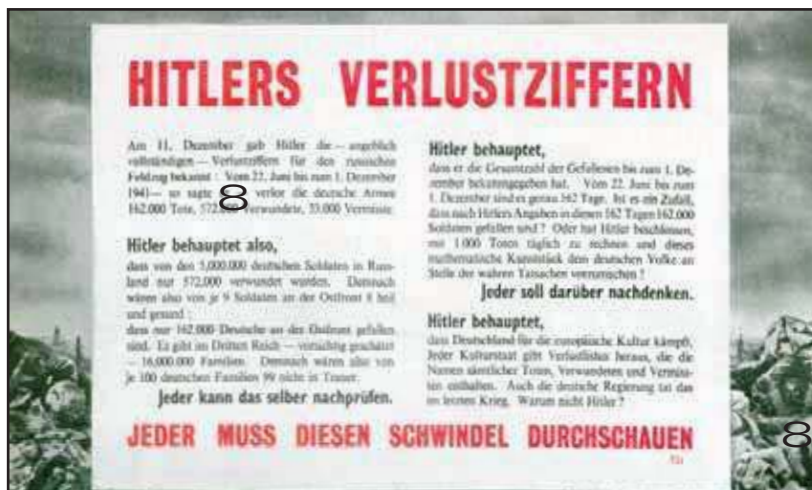 HITLERS VERLUSTZIFFERN
Am 11. Dezember gab Hitler die — angeblich
vollständigen — Verlustziffern für den russischen
Feldzug bekannt: Vom 22. Juni bis zum 1. Dezember
1941— so sagte 8 verlor die deutsche Armee
162.000 Tote, 572.000 Verwundete, 33.000 Vermisste.
Hitler behauptet also,
dass von den 5,000.000 deutschen Soldaten in Russ-
land nur 572,000 verwundet wurden. Demnach
wären also von je 9 Soldaten an der Ostfront 8 heil
und gesund:
dass nur 162.000 Deutsche an der Ostfront gefallen
sind. Es gibt im Dritten Reich — vorsichtig geschätzt
— 16,000.000 Familien. Demnach wären also von
je 100 deutschen Familien 99 nicht in Trauer.
Jeder kann das selber nachprüfen.
Hitler behauptet,
dass er die Gesamtzahl der Gefallenen bis zum 1. De-
zember bekanntgegeben hat. Vom 22. Juni bis zum
1. Dezember sind es genau 162 Tage. Ist es ein Zufall,
dass nach Hitlers Angaben in diesen 162 Tagen 162.000
Soldaten gefallen sind? Oder hat Hitler beschlossen,
mit 1.000 Toten täglich zu rechnen und dieses
mathematische Kunststück dem deutschen Volke an
Stelle der wahren Tatsachen vorzumachen?
Jeder soll darüber nachdenken.
Hitler behauptet,
dass Deutschland für die europäische Kultur kämpft.
Jeder Kulturstaat gibt Verlustlisten heraus, die die
Namen sämtlicher Toten, Verwundeten und Vermiss-
ten enthalten. Auch die deutsche Regierung tat das
im letzten Krieg. Warum nicht Hitler?
JEDER MUSS DIESEN SCHWINDEL DURCHSCHAUEN
8